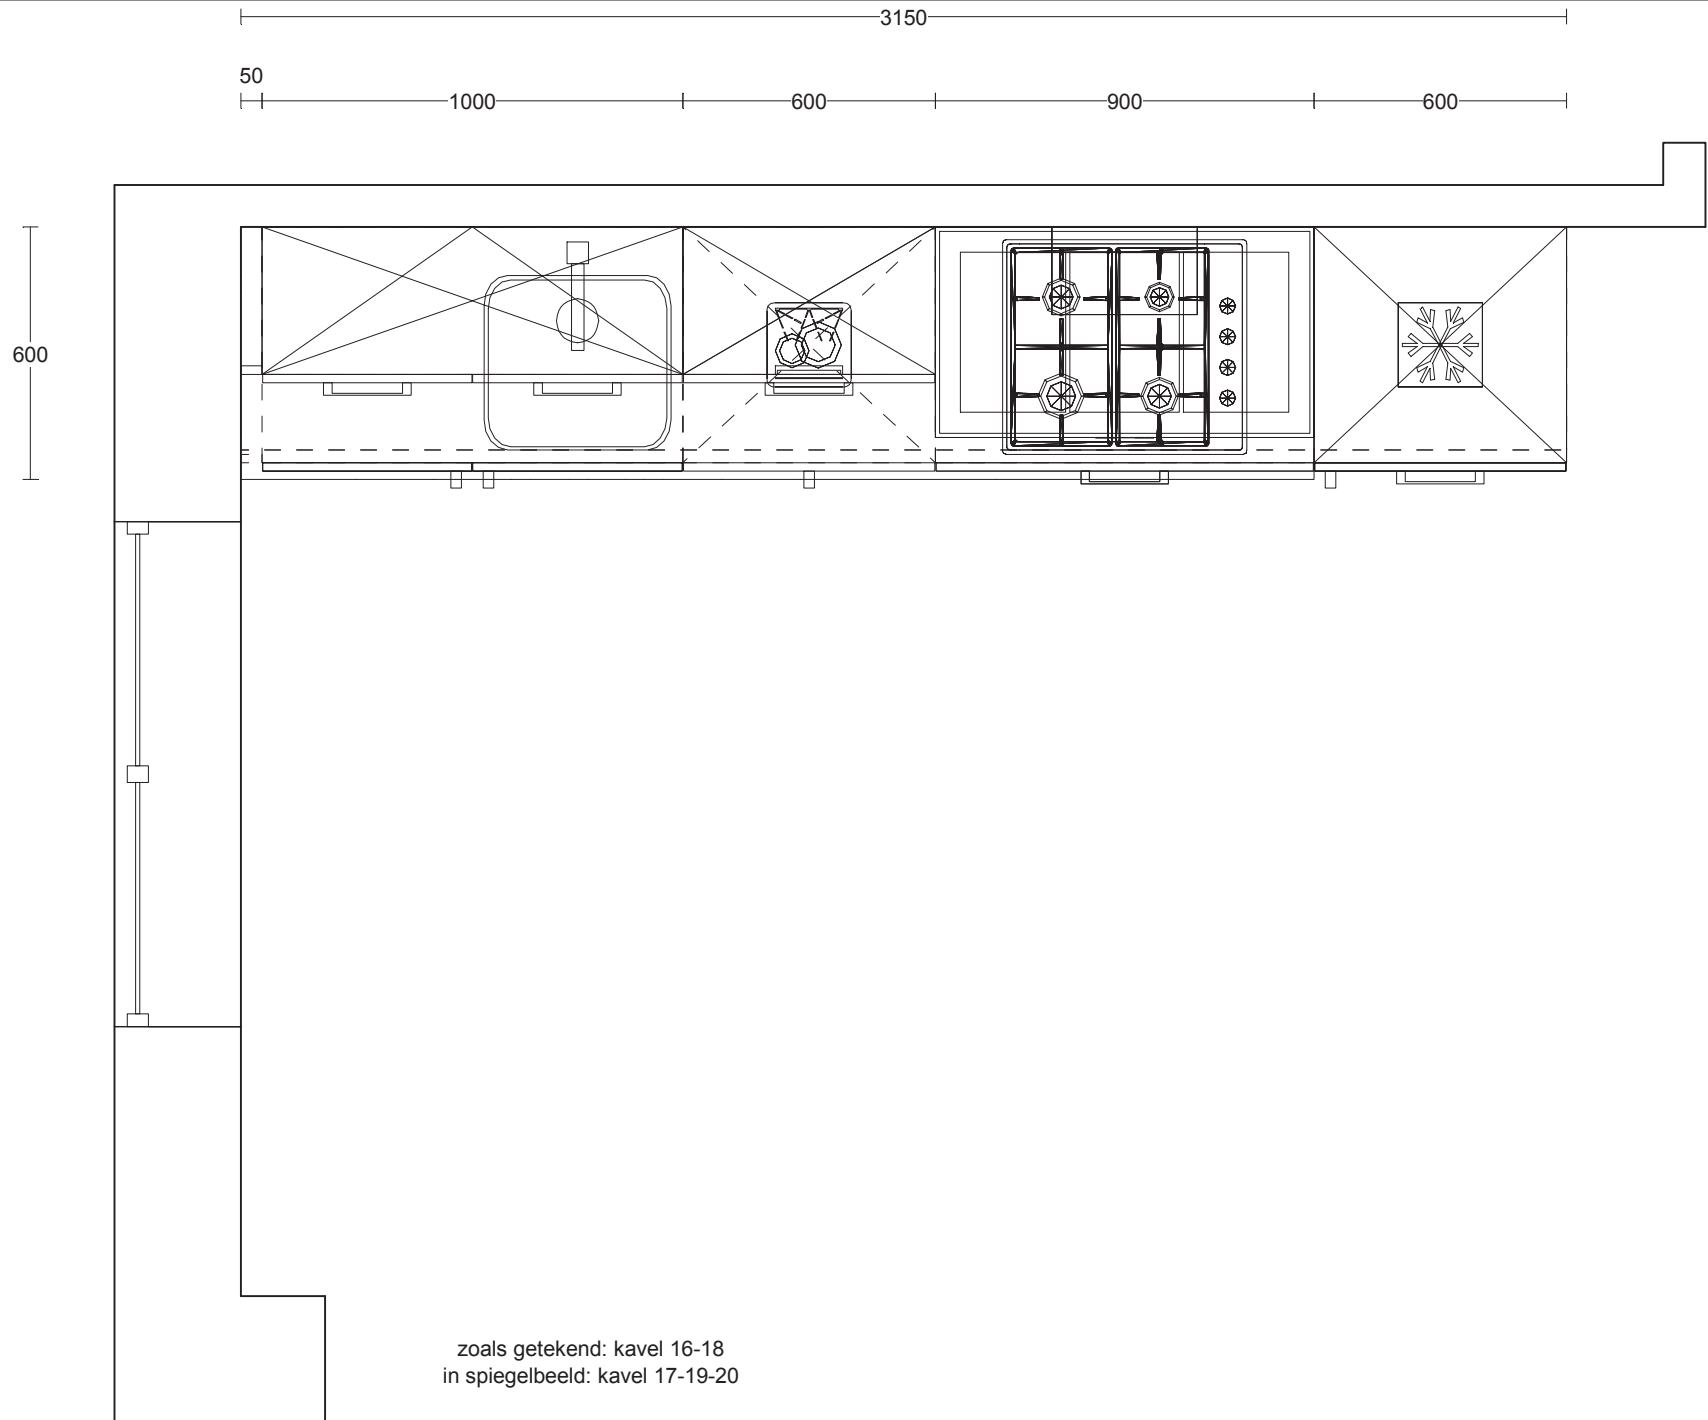 3150
50
1000 600 900 600
600
zoals getekend: kavel 16-18
in spiegelbeeld: kavel 17-19-20